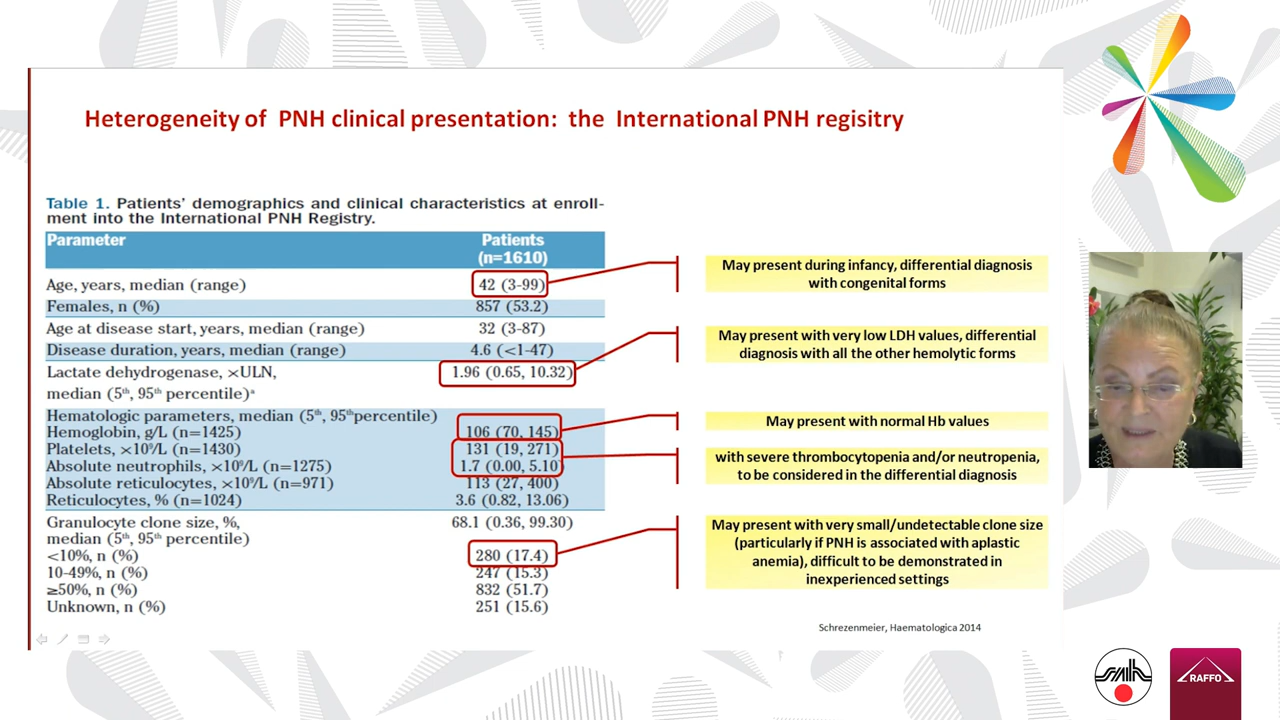 Heterogeneity of PNH clinical presentation: the International PNH regisitry
Table 1. Patients' demographics and clinical characteristics at enroll-
ment into the International PNH Registry.
Parameter Patients
(n=1610)
Age, years, median (range) 42 (3-99)
Females, n (%) 857 (53.2)
Age at disease start, years, median (range) 32 (3-87)
Disease duration, years, median (range) 4.6 (<1-47)
Lactate dehydrogenase, ×ULN, 1.96 (0.65, 10.32)
median (5th, 95th percentile)ª
Hematologic parameters, median (5th, 95thpercentile)
Hemoglobin, g/L (n=1425) 106 (70, 145)
Platelets, ×10⁹/L (n=1430) 131 (19, 271)
Absolute neutrophils, ×10⁹/L (n=1275) 1.7 (0.00, 5.10)
Absolute reticulocytes, ×10⁹/L (n=971) 113 (27, 400)
Reticulocytes, % (n=1024) 3.6 (0.82, 13.06)
Granulocyte clone size, %, 68.1 (0.36, 99.30)
median (5th, 95th percentile)
<10%, n (%) 280 (17.4)
10-49%, n (%) 247 (15.3)
≥50%, n (%) 832 (51.7)
Unknown, n (%) 251 (15.6)
May present during infancy, differential diagnosis
with congenital forms
May present with very low LDH values, differential
diagnosis with all the other hemolytic forms
May present with normal Hb values
with severe thrombocytopenia and/or neutropenia,
to be considered in the differential diagnosis
May present with very small/undetectable clone size
(particularly if PNH is associated with aplastic
anemia), difficult to be demonstrated in
inexperienced settings
Schrezenmeier, Haematologica 2014
RAFFO